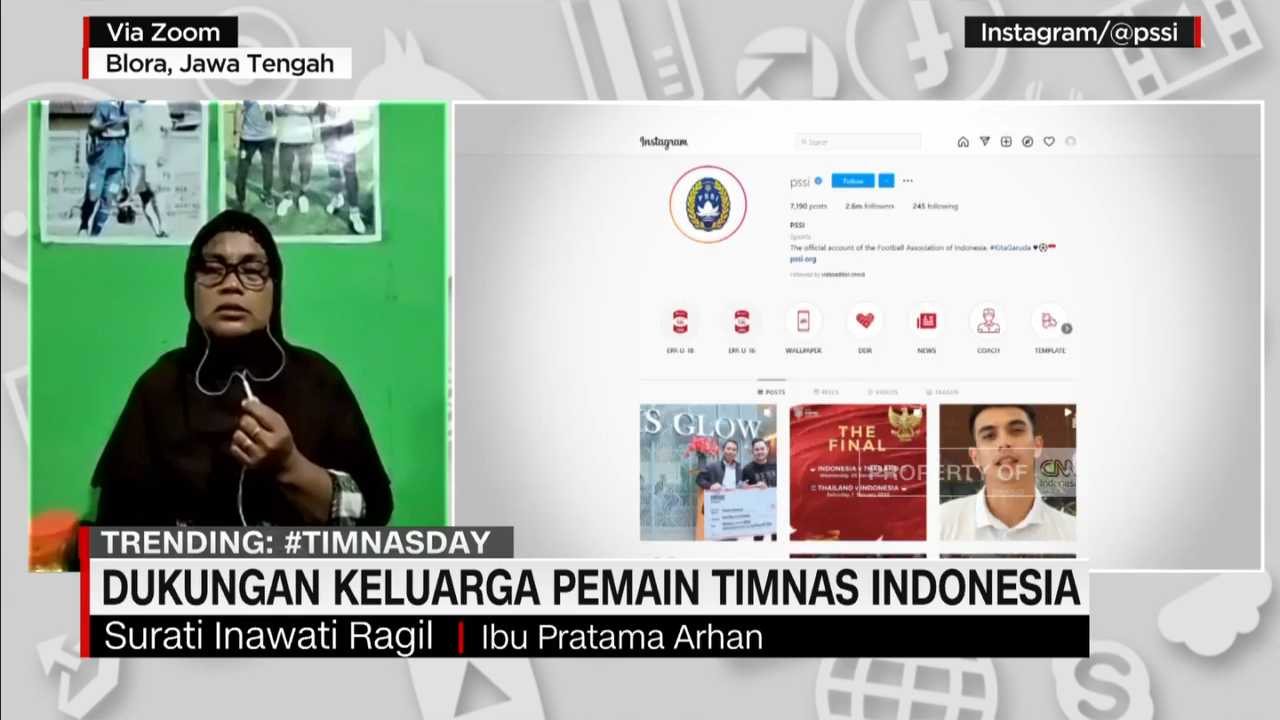 Via Zoom
Blora, Jawa Tengah
Instagram/@pssi
Instagram
Search
pssi
Follow
7,190 posts 2.6m followers 245 following
PSSI
Sports
The official account of the Football Association of Indonesia. #KitaGaruda
pssi.org
PSSI
EPA U-18 EPA U-16 WALLPAPER DDR NEWS COACH TEMPLATE
POSTS REELS VIDEOS TAGGED
S GLOW
THE
FINAL
INDONESIA V THAILAND
THAILAND V INDONESIA
PROPERTY OF
CNN
Indonesia
TRENDING: #TIMNASDAY
DUKUNGAN KELUARGA PEMAIN TIMNAS INDONESIA
Surati Inawati Ragil | Ibu Pratama Arhan